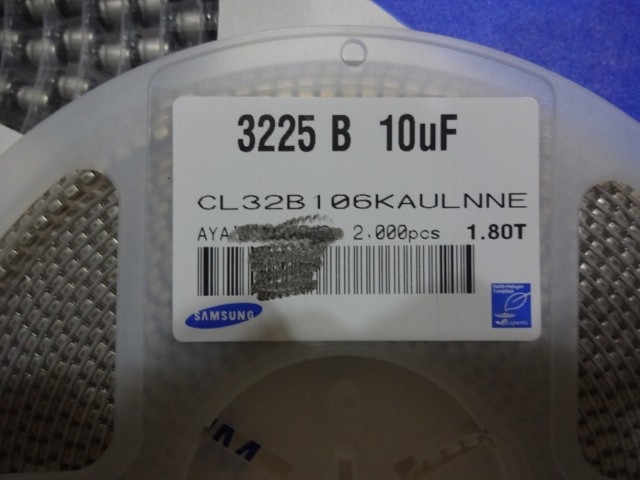 3225 B 10uF
CL32B106KAULNNE
AYA 2.000pcs 1.80T
SAMSUNG